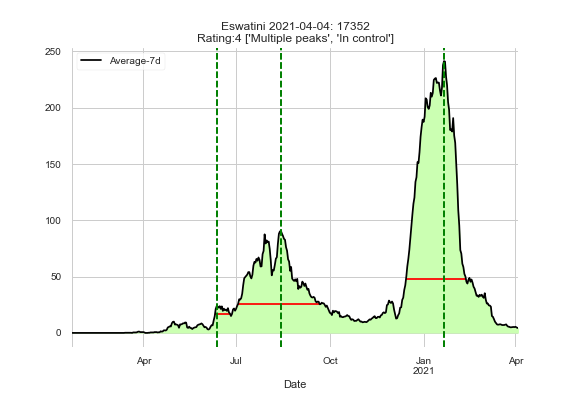 Eswatini 2021-04-04: 17352
Rating:4 ['Multiple peaks', 'In control']
Average-7d
250
200
150
100
50
0
Apr
Jul
Oct
Jan
2021
Apr
Date